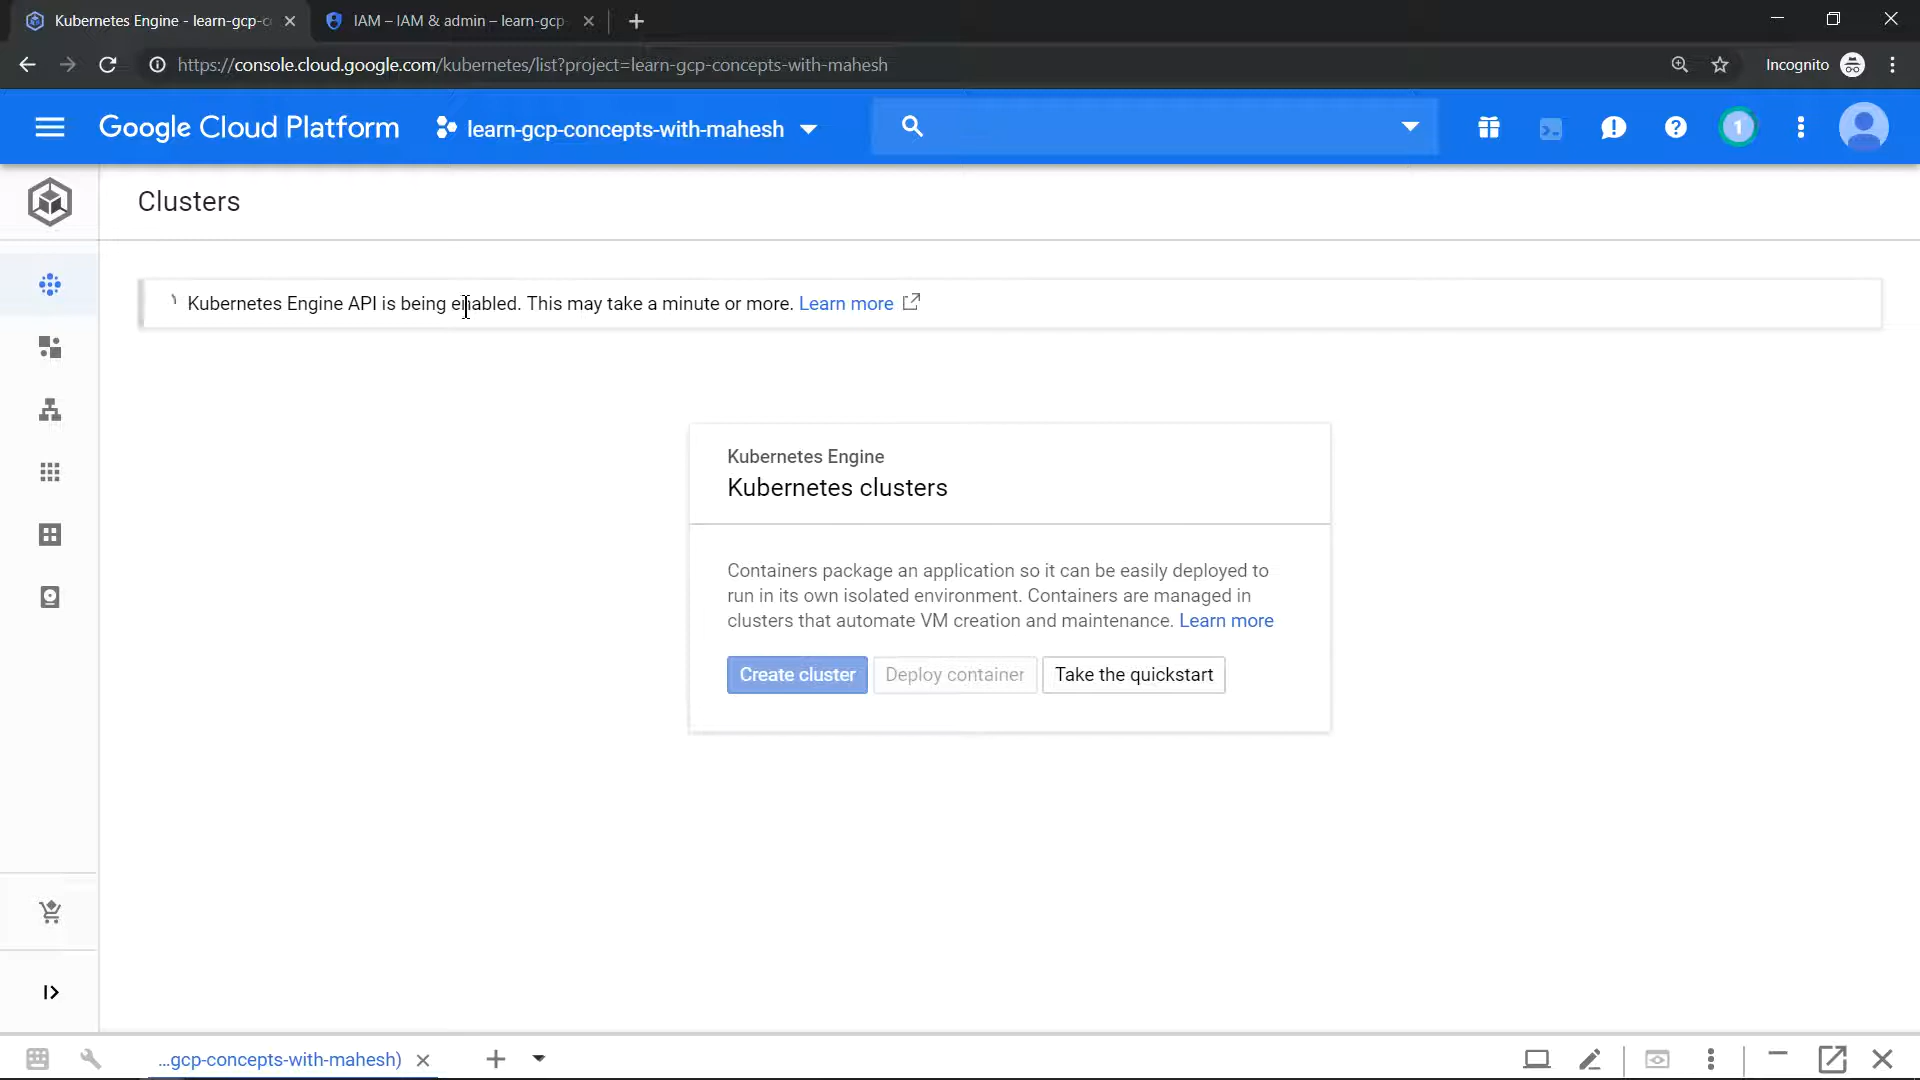 Kubernetes Engine - learn-gcp-c
IAM – IAM & admin – learn-gcp-
https://console.cloud.google.com/kubernetes/list?project=learn-gcp-concepts-with-mahesh
Incognito
Google Cloud Platform
learn-gcp-concepts-with-mahesh
1
Clusters
Kubernetes Engine API is being enabled. This may take a minute or more. Learn more
Kubernetes Engine
Kubernetes clusters
Containers package an application so it can be easily deployed to
run in its own isolated environment. Containers are managed in
clusters that automate VM creation and maintenance. Learn more
Create cluster
Deploy container
Take the quickstart
...gcp-concepts-with-mahesh)